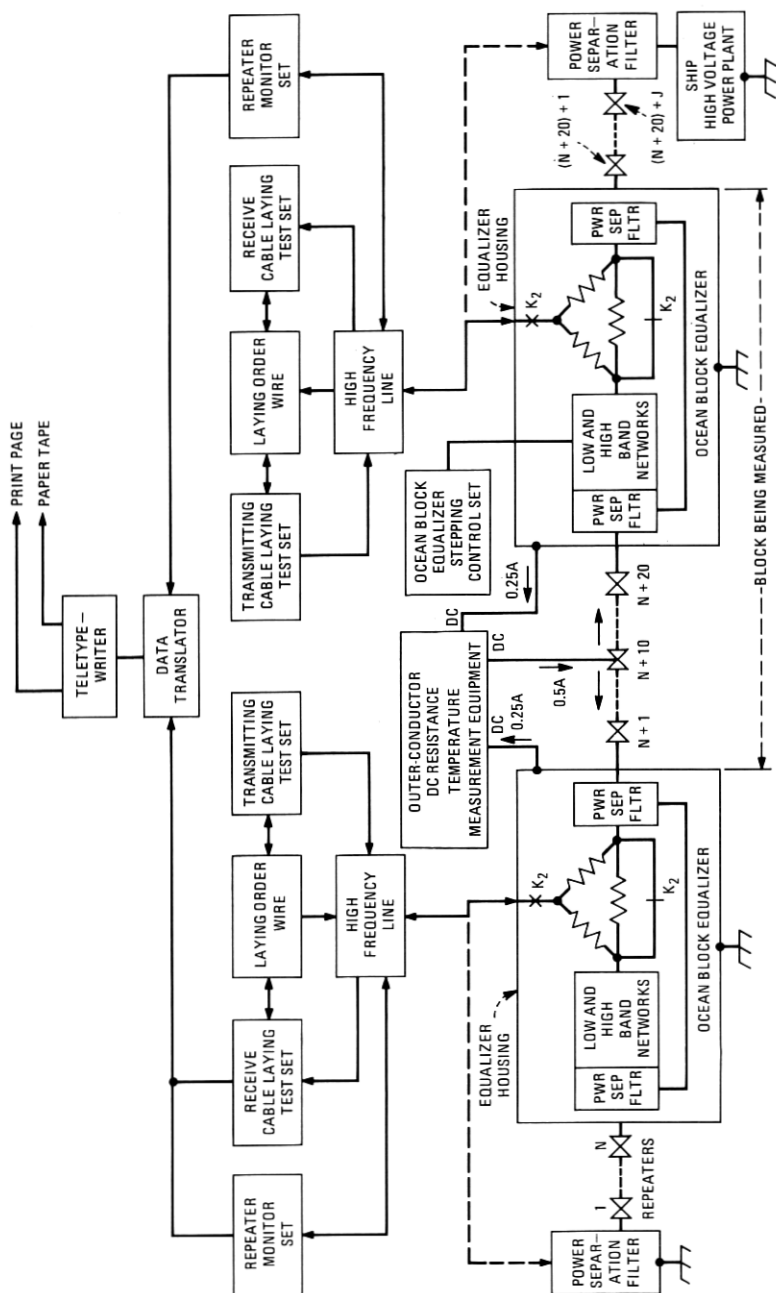 PRINT PAGE
PAPER TAPE
TELETYPE—
WRITER
DATA
TRANSLATOR
REPEATER
MONITOR
SET
RECEIVE
CABLE LAYING
TEST SET
LAYING ORDER
WIRE
TRANSMITTING
CABLE LAYING
TEST SET
HIGH
FREQUENCY
LINE
TRANSMITTING
CABLE LAYING
TEST SET
LAYING ORDER
WIRE
RECEIVE
CABLE LAYING
TEST SET
REPEATER
MONITOR
SET
HIGH
FREQUENCY
LINE
OUTER-CONDUCTOR
DC RESISTANCE
TEMPERATURE
MEASUREMENT EQUIPMENT
DC
0.25A
DC
0.5A
DC
0.25A
OCEAN BLOCK
EQUALIZER
STEPPING
CONTROL SET
POWER
SEPAR—
ATION
FILTER
1
N
REPEATERS
EQUALIZER
HOUSING
K2
PWR
SEP
FLTR
LOW AND
HIGH
BAND
NETWORKS
K2
PWR
SEP
FLTR
OCEAN BLOCK EQUALIZER
N + 1
N + 10
N + 20
EQUALIZER
HOUSING
K2
PWR
SEP
FLTR
LOW AND
HIGH
BAND
NETWORKS
K2
PWR
SEP
FLTR
OCEAN BLOCK EQUALIZER
BLOCK BEING MEASURED
(N + 20) + 1
(N + 20) + J
POWER
SEPAR—
ATION
FILTER
SHIP
HIGH VOLTAGE
POWER PLANT